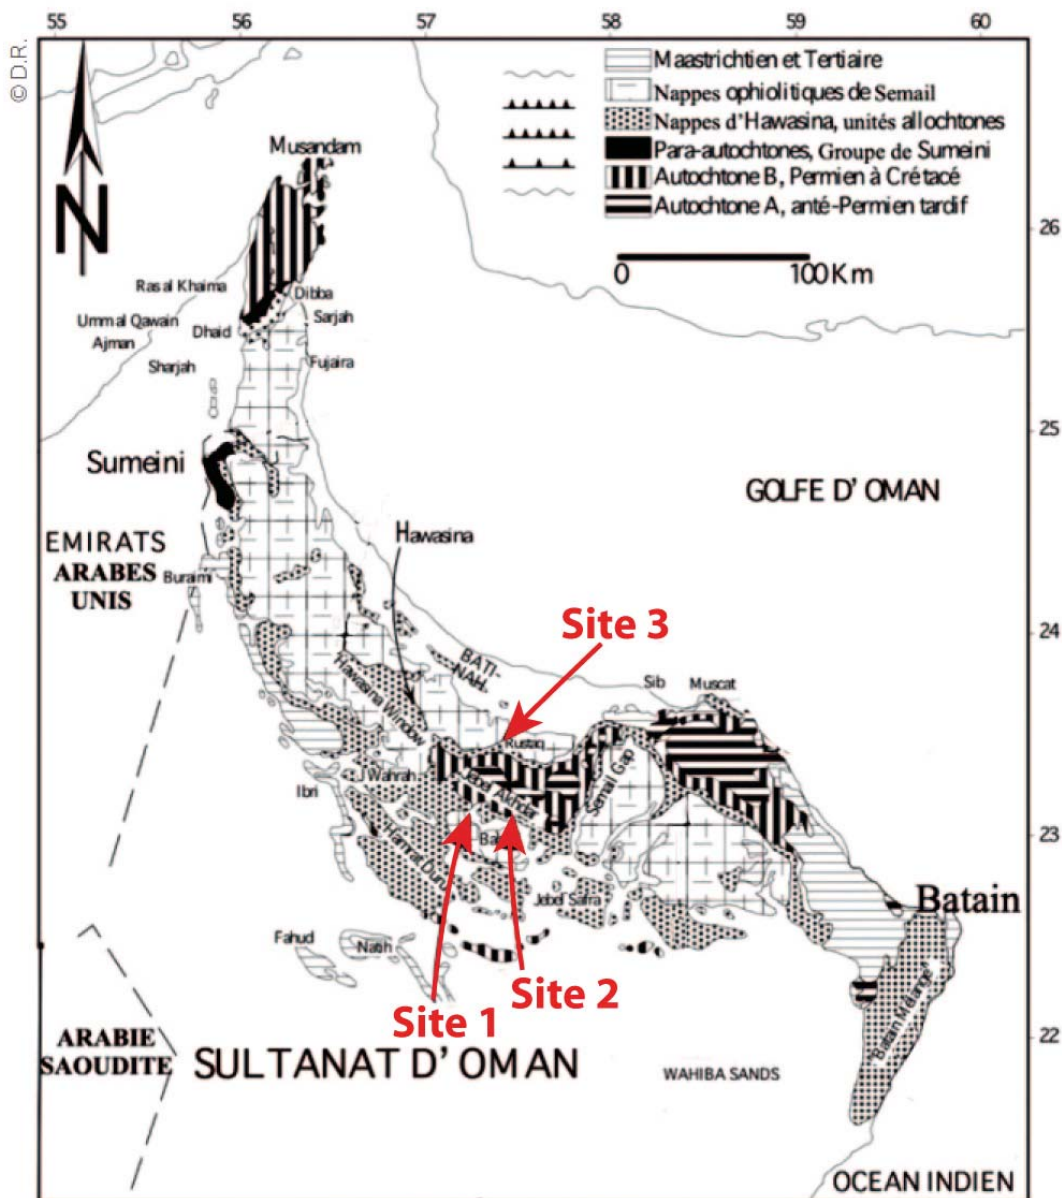 55 56 57 58 59 60
© D.R.
Maastrichtien et Tertiaire
Nappes ophiolitiques de Semail
Nappes d'Hawasina, unités allochtones
Para-autochtones, Groupe de Sumeini
Autochtone B, Permien à Crétacé
Autochtone A, anté-Permien tardif
0 100 Km
N
Musandam
26
Ras al Khaima
Dibba
Sarjah
Umm al Qawain
Dhaid
Ajman
Fujaira
Sharjah
25
Sumeini
GOLFE D' OMAN
Hawasina
EMIRATS
ARABES
UNIS
Buraimi
24
Site 3
BATI-
NAH
Sib
Muscat
Hawasina Window
Rustaq
Semail Gap
Wahrah
Jebel Akhdar
Ibri
23
Hamrat Duru
Jebel Safra
Batain
Fahud
Natih
Site 2
Site 1
"Batain Mélange"
22
ARABIE
SAOUDITE
SULTANAT D' OMAN
WAHIBA SANDS
OCEAN INDIEN